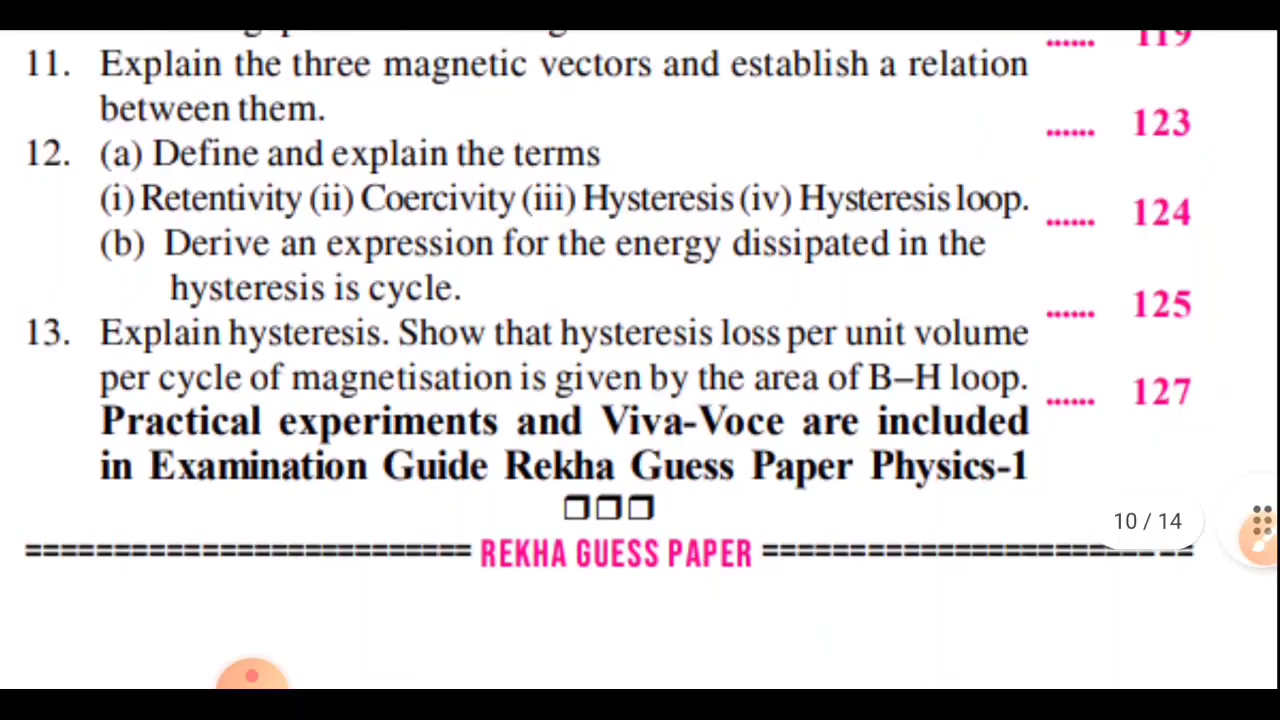 ...... 119
11. Explain the three magnetic vectors and establish a relation
between them.
...... 123
12. (a) Define and explain the terms
(i) Retentivity (ii) Coercivity (iii) Hysteresis (iv) Hysteresis loop.
...... 124
(b) Derive an expression for the energy dissipated in the
hysteresis is cycle.
...... 125
13. Explain hysteresis. Show that hysteresis loss per unit volume
per cycle of magnetisation is given by the area of B–H loop.
...... 127
Practical experiments and Viva-Voce are included
in Examination Guide Rekha Guess Paper Physics-1
10 / 14
REKHA GUESS PAPER